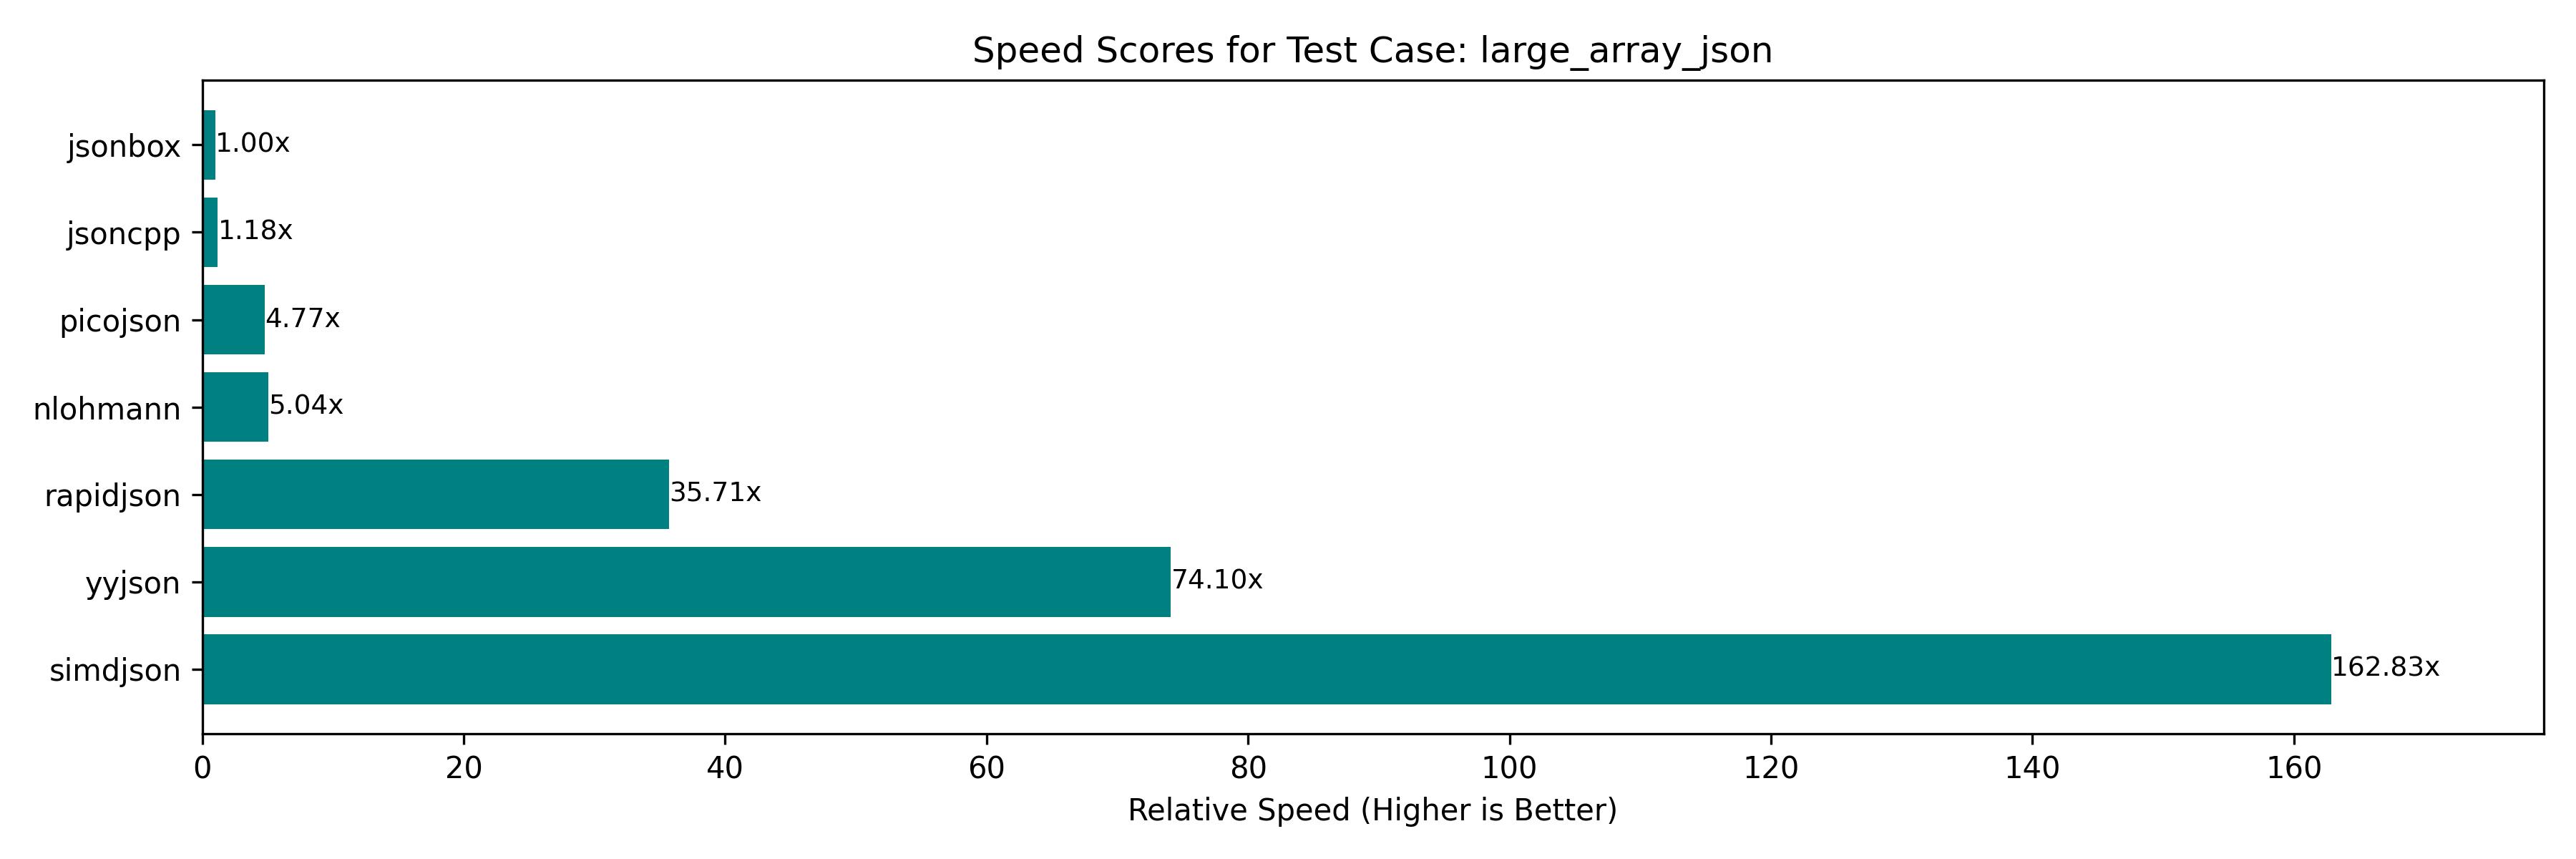 Speed Scores for Test Case: large_array_json
jsonbox 1.00x
jsoncpp 1.18x
picojson 4.77x
nlohmann 5.04x
rapidjson 35.71x
yyjson 74.10x
simdjson 162.83x
0 20 40 60 80 100 120 140 160
Relative Speed (Higher is Better)